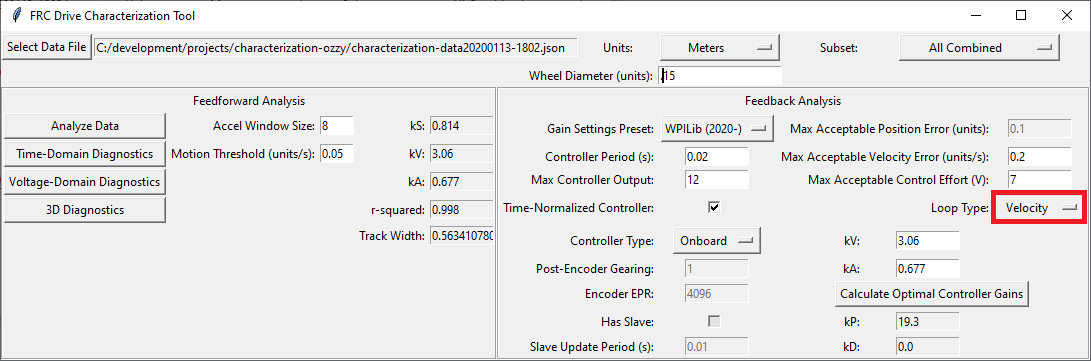 FRC Drive Characterization Tool
Select Data File C:/development/projects/characterization-ozzy/characterization-data20200113-1802.json Units: Meters Subset: All Combined
Wheel Diameter (units): .15
Feedforward Analysis
Analyze Data Accel Window Size: 8 kS: 0.814
Time-Domain Diagnostics Motion Threshold (units/s): 0.05 kV: 3.06
Voltage-Domain Diagnostics kA: 0.677
3D Diagnostics r-squared: 0.998
Track Width: 0.563410780
Feedback Analysis
Gain Settings Preset: WPILib (2020-) Max Acceptable Position Error (units): 0.1
Controller Period (s): 0.02 Max Acceptable Velocity Error (units/s): 0.2
Max Controller Output: 12 Max Acceptable Control Effort (V): 7
Time-Normalized Controller: Loop Type: Velocity
Controller Type: Onboard kV: 3.06
Post-Encoder Gearing: 1 kA: 0.677
Encoder EPR: 4096 Calculate Optimal Controller Gains
Has Slave: kP: 19.3
Slave Update Period (s): 0.01 kD: 0.0